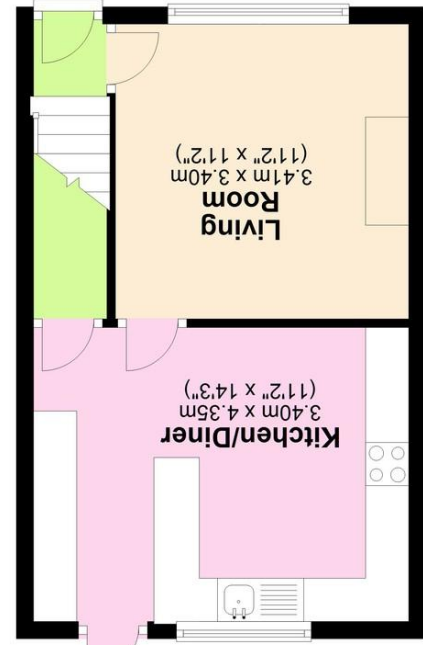 Kitchen/Diner
3.40m x 4.35m
(11'2" x 14'3")
Living
Room
3.41m x 3.40m
(11'2" x 11'2")